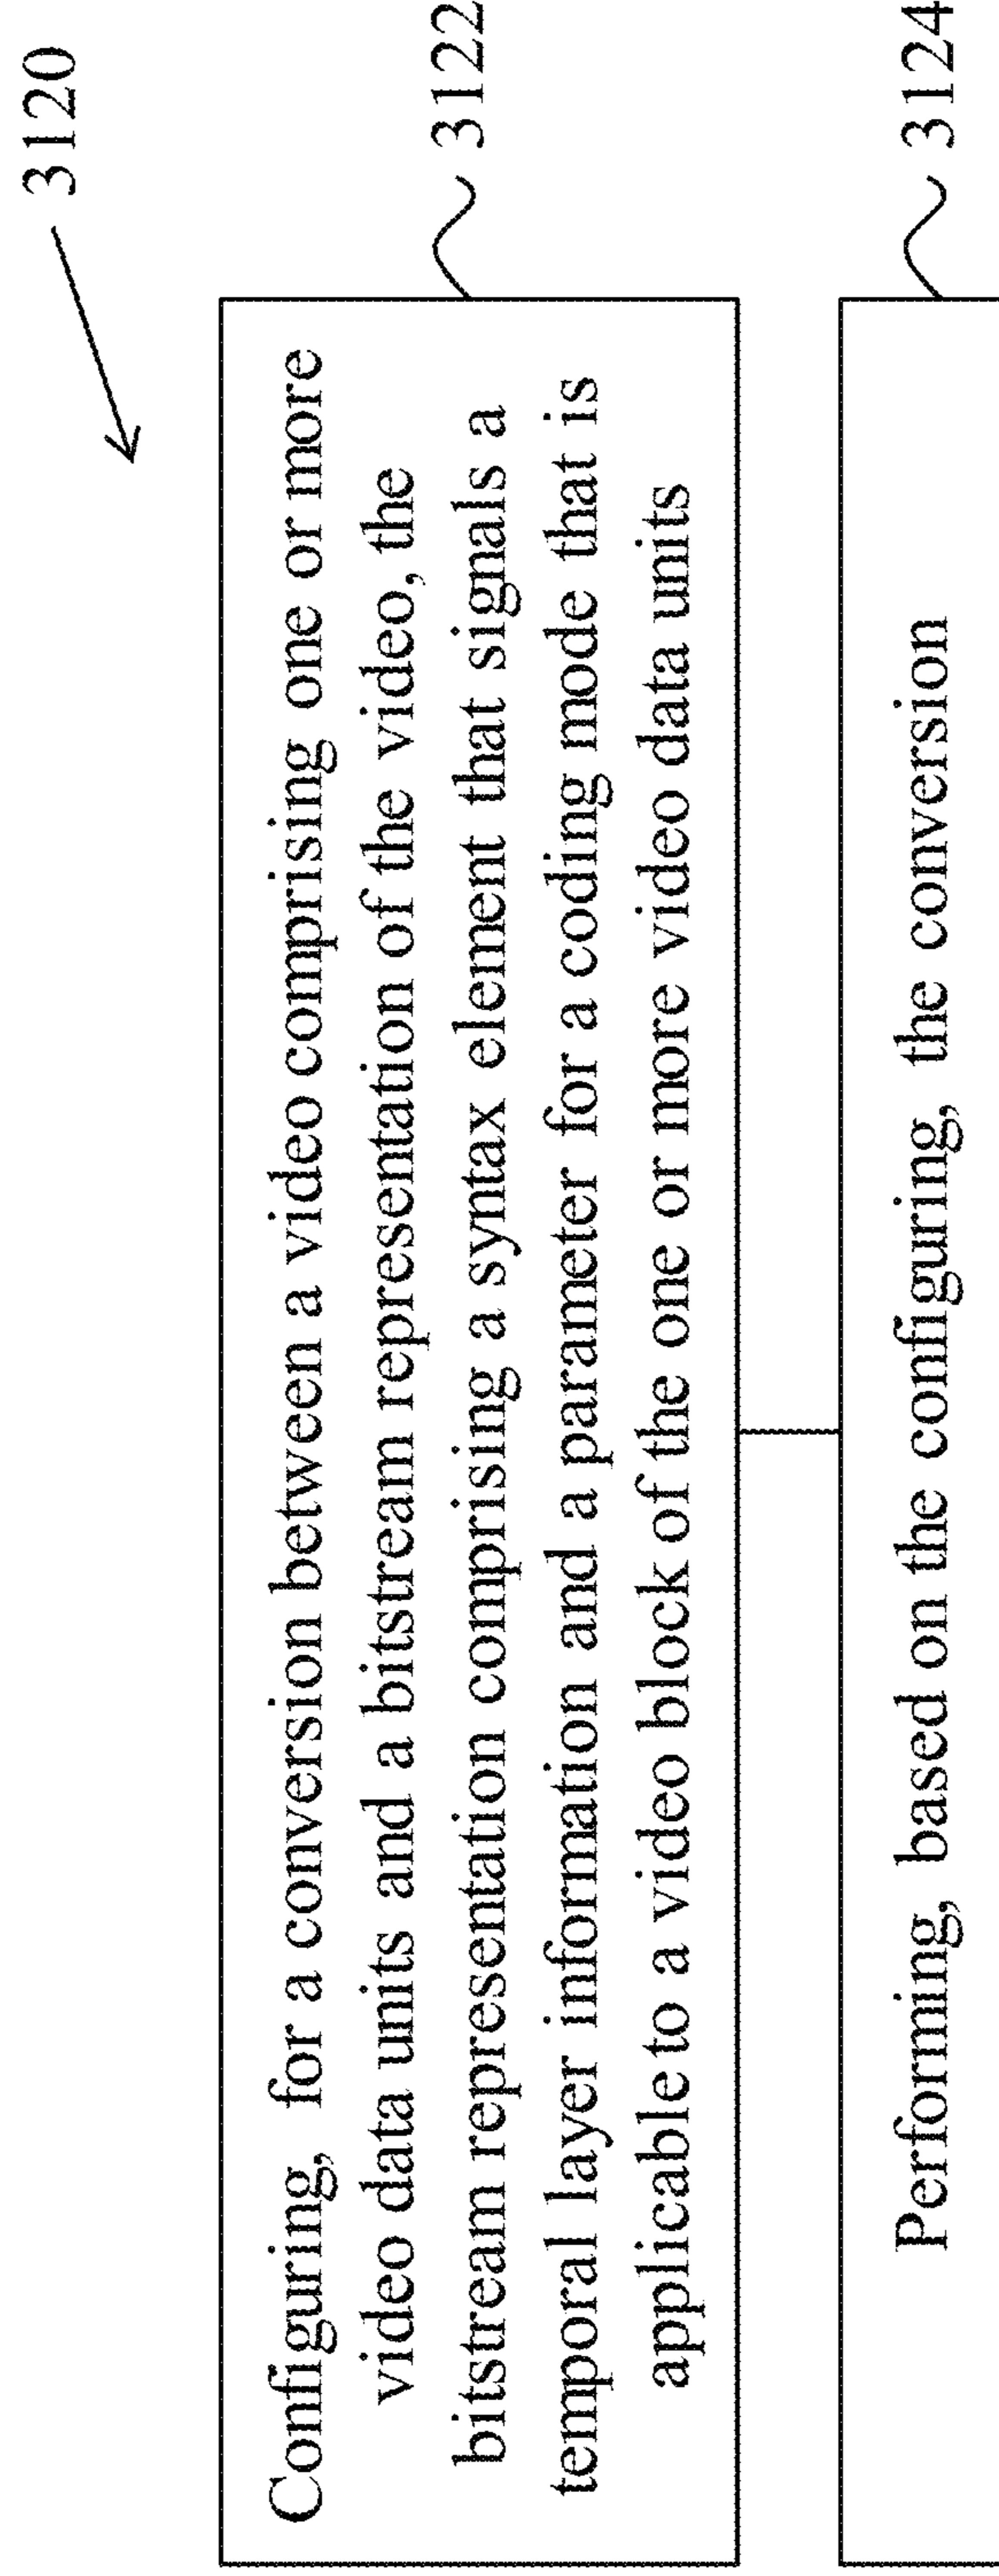 3120
Configuring, for a conversion between a video comprising one or more
video data units and a bitstream representation of the video, the
bitstream representation comprising a syntax element that signals a
temporal layer information and a parameter for a coding mode that is
applicable to a video block of the one or more video data units
3122
Performing, based on the configuring, the conversion
3124